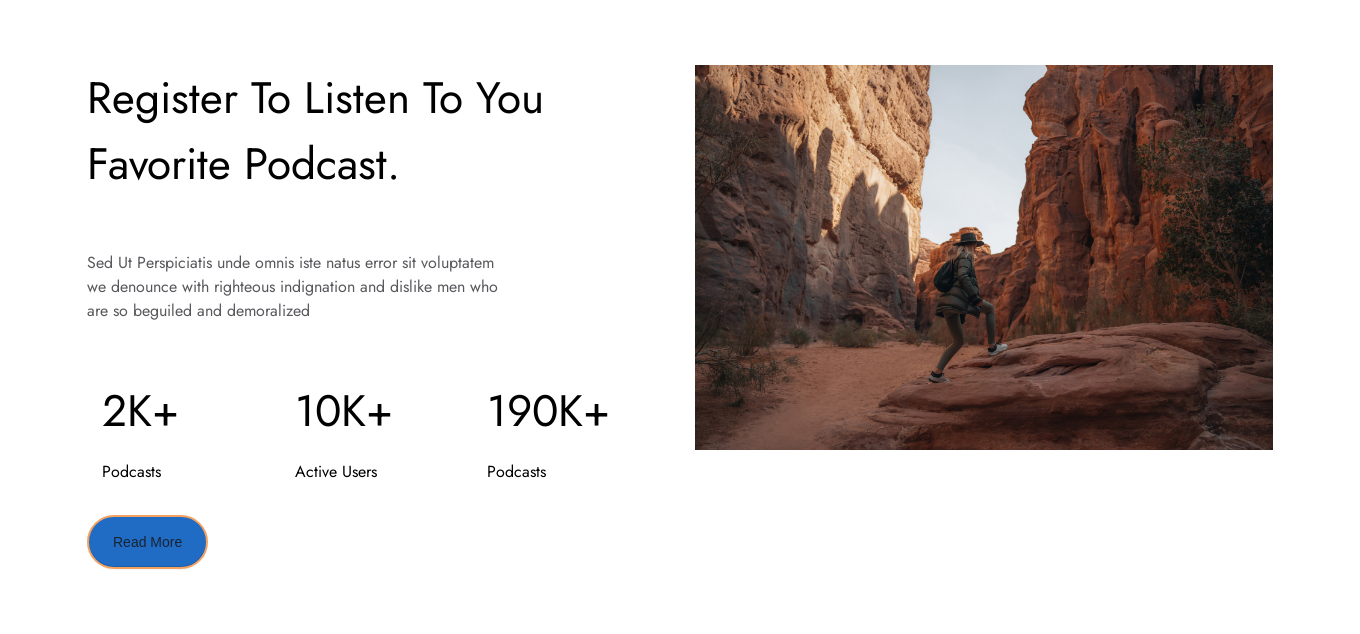 Register To Listen To You
Favorite Podcast.
Sed Ut Perspiciatis unde omnis iste natus error sit voluptatem
we denounce with righteous indignation and dislike men who
are so beguiled and demoralized
2K+
10K+
190K+
Podcasts
Active Users
Podcasts
Read More